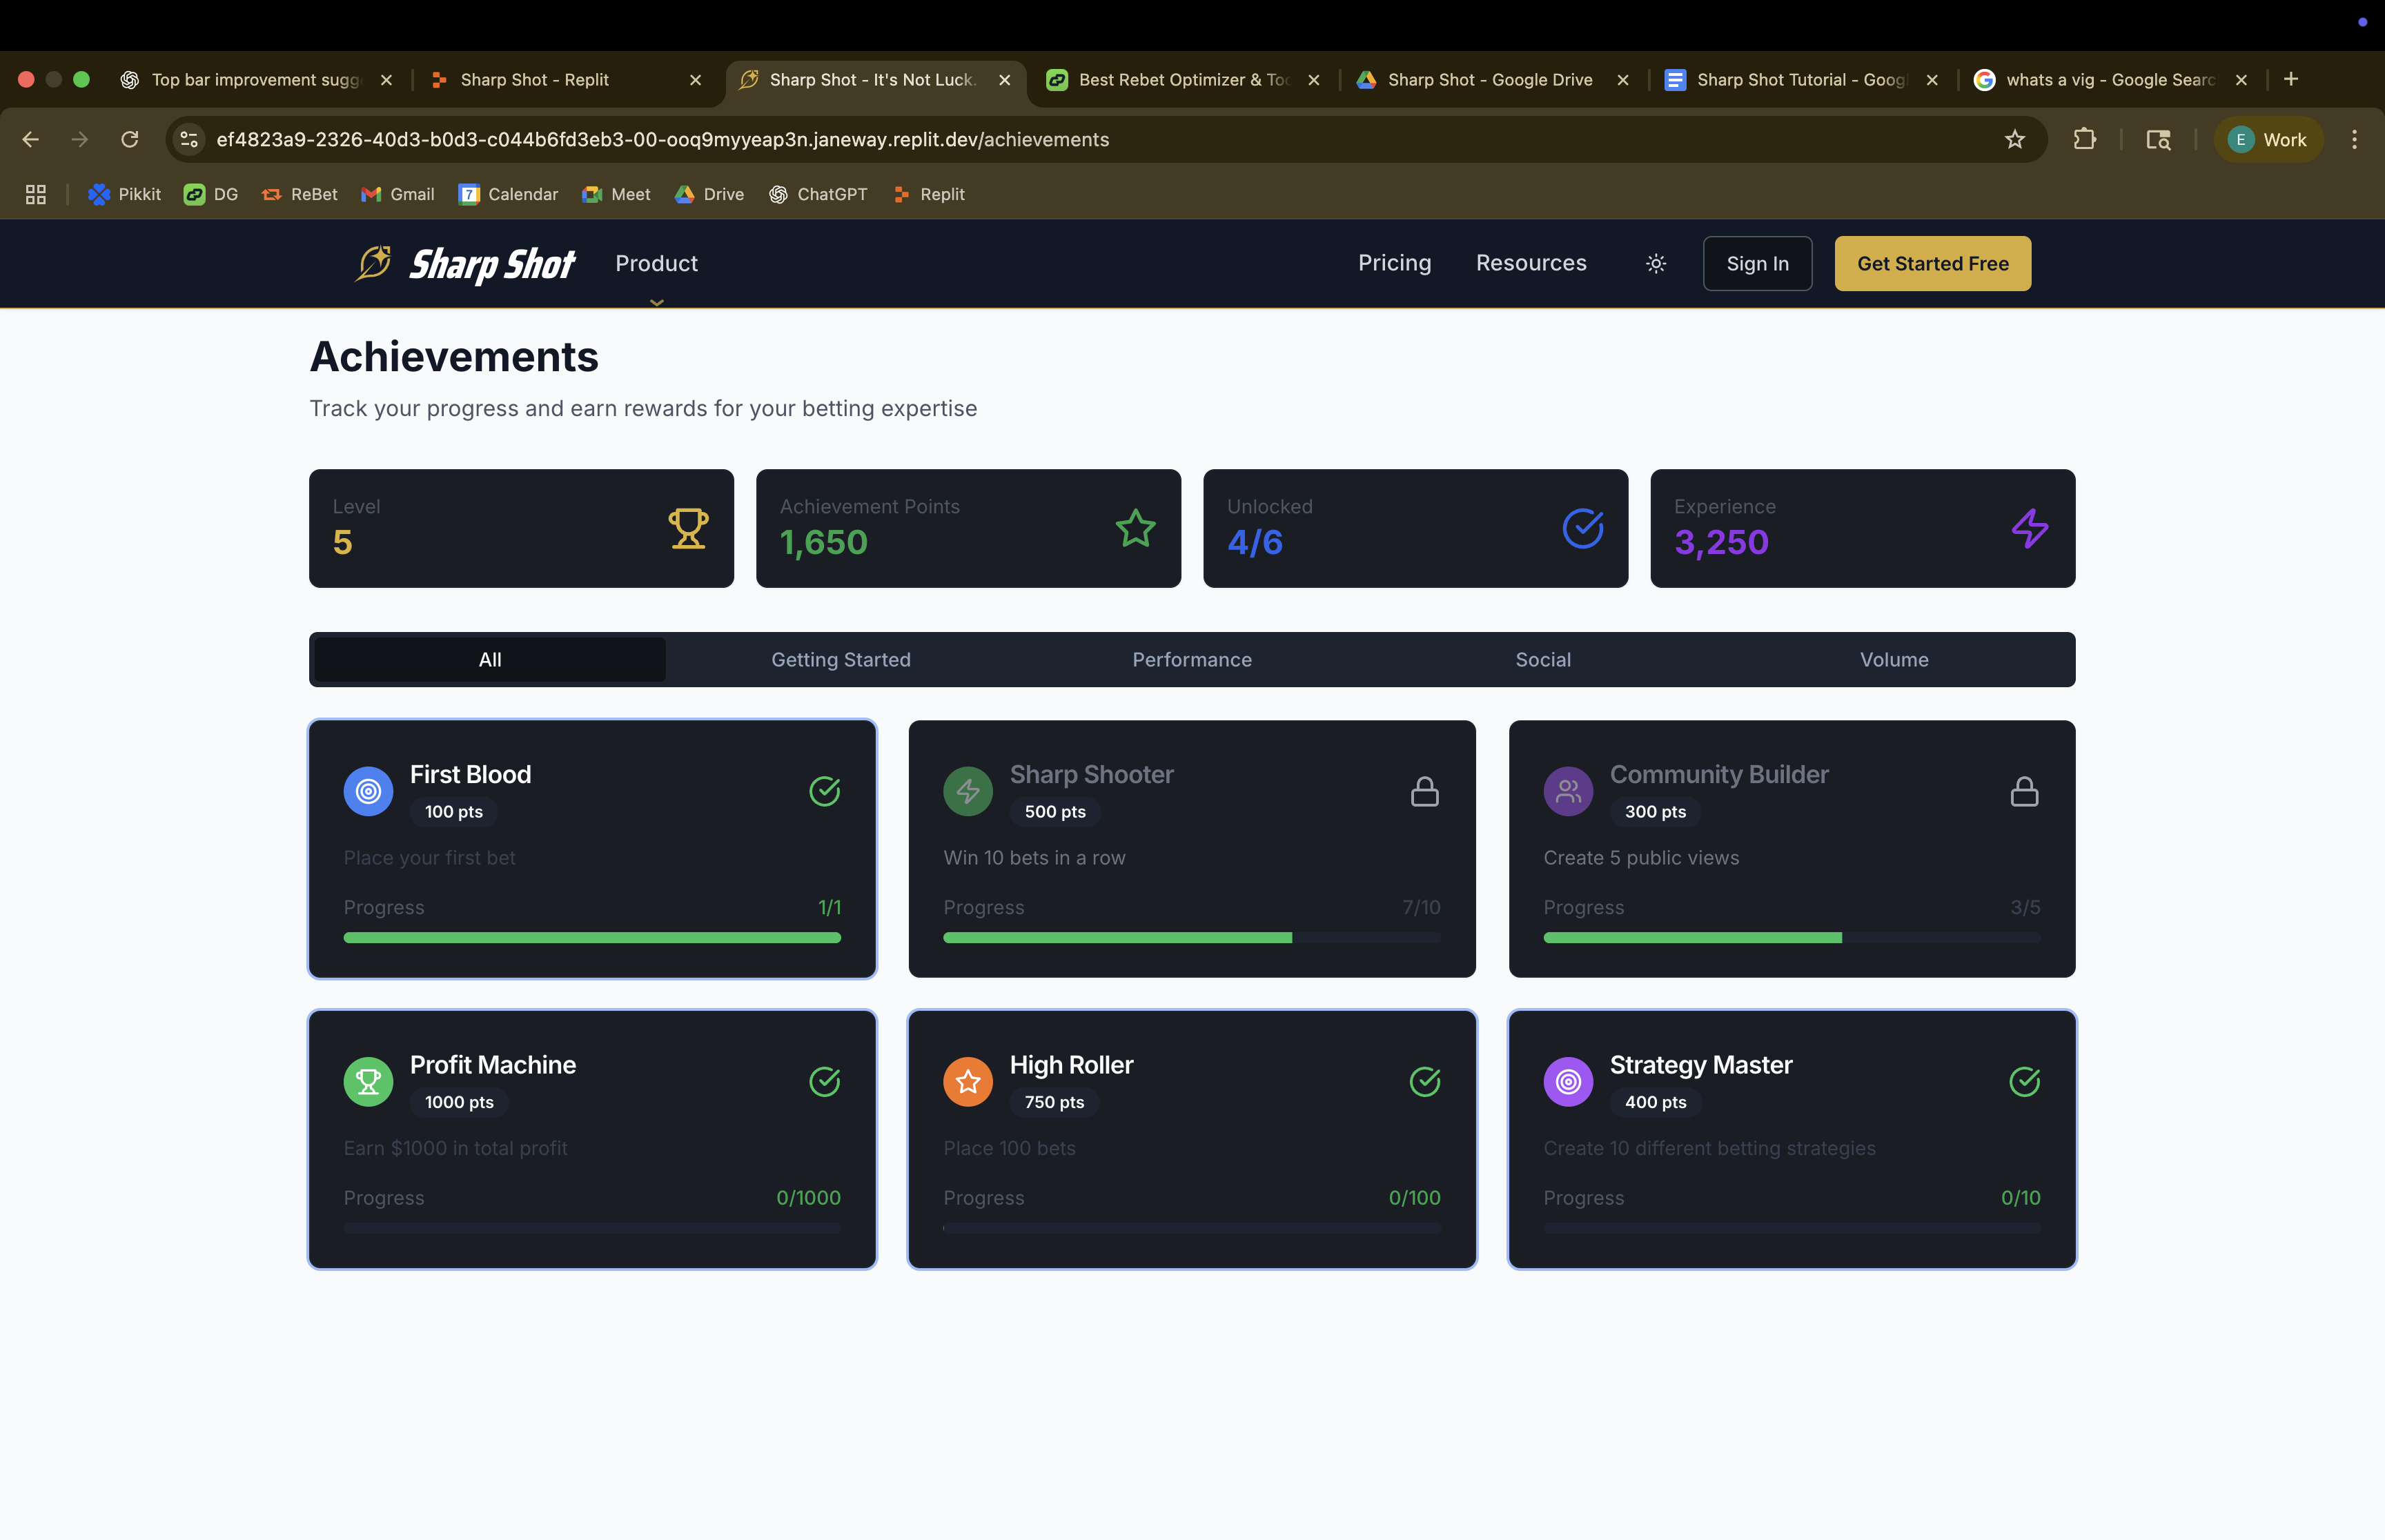 Top bar improvement sugg
Sharp Shot - Replit
Sharp Shot - It's Not Luck.
Best Rebet Optimizer & Too
Sharp Shot - Google Drive
Sharp Shot Tutorial - Goog
whats a vig - Google Searc
ef4823a9-2326-40d3-b0d3-c044b6fd3eb3-00-ooq9myyeap3n.janeway.replit.dev/achievements
E Work
Pikkit
DG
ReBet
Gmail
7 Calendar
Meet
Drive
ChatGPT
Replit
Sharp Shot
Product
Pricing
Resources
Sign In
Get Started Free
Achievements
Track your progress and earn rewards for your betting expertise
Level
5
Achievement Points
1,650
Unlocked
4/6
Experience
3,250
All
Getting Started
Performance
Social
Volume
First Blood
100 pts
Place your first bet
Progress 1/1
Sharp Shooter
500 pts
Win 10 bets in a row
Progress 7/10
Community Builder
300 pts
Create 5 public views
Progress 3/5
Profit Machine
1000 pts
Earn $1000 in total profit
Progress 0/1000
High Roller
750 pts
Place 100 bets
Progress 0/100
Strategy Master
400 pts
Create 10 different betting strategies
Progress 0/10